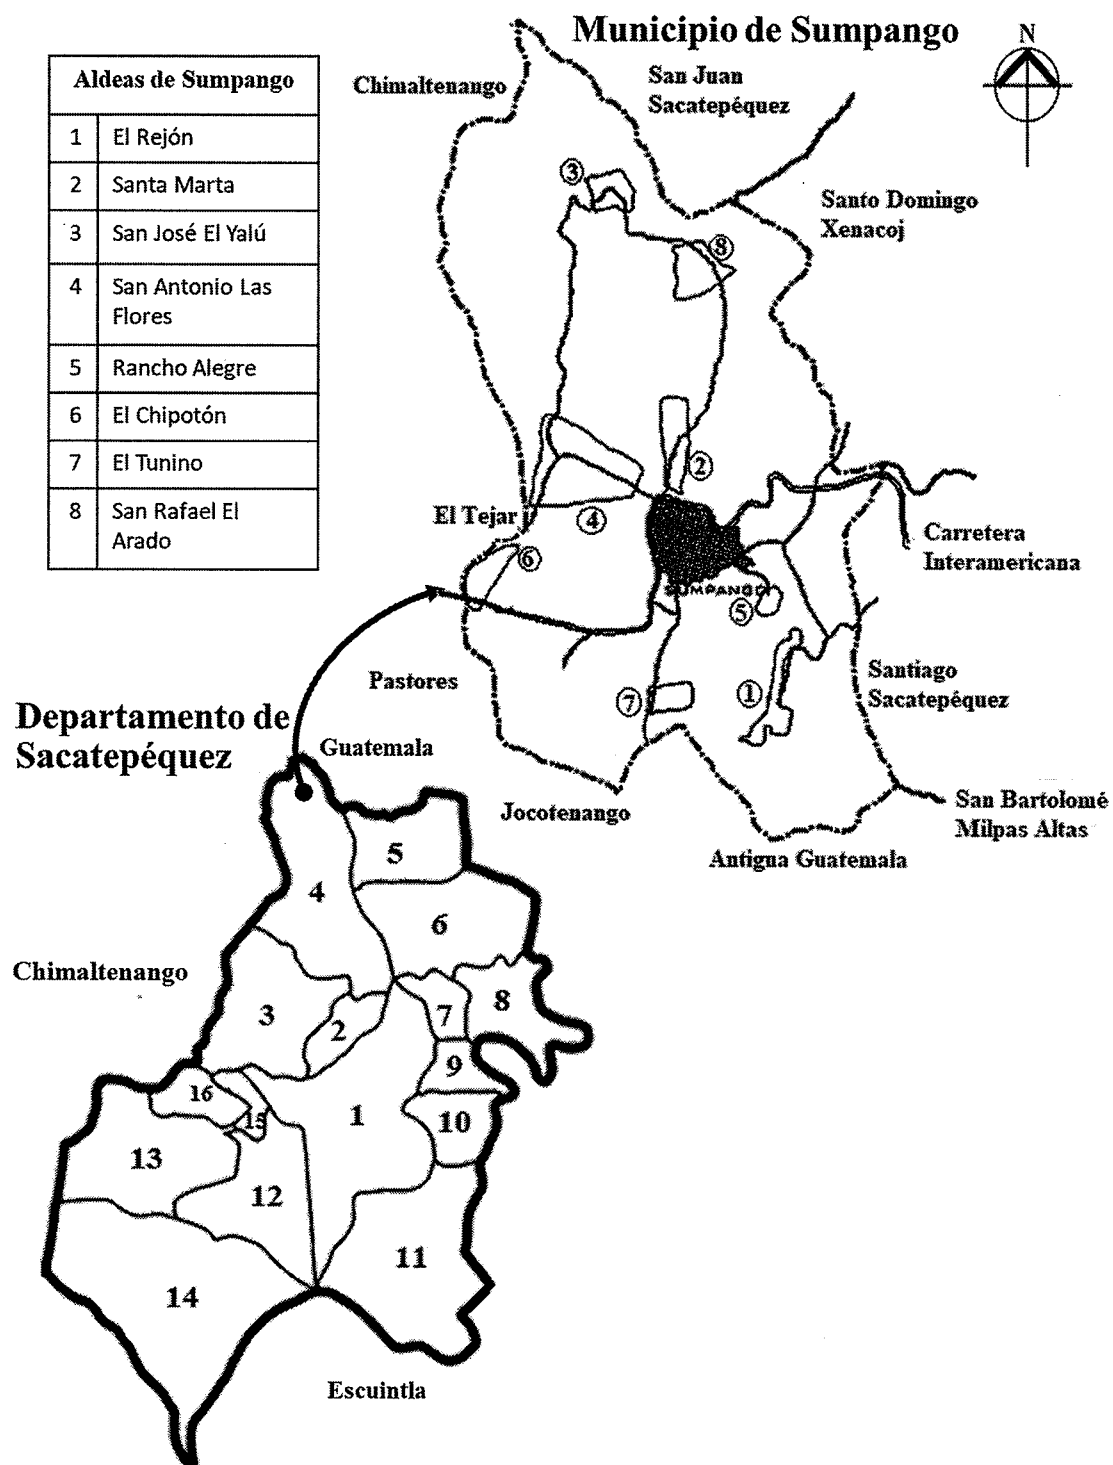 Municipio de Sumpango
N
Aldeas de Sumpango
1 El Rejón
2 Santa Marta
3 San José El Yalú
4 San Antonio Las
Flores
5 Rancho Alegre
6 El Chipotón
7 El Tunino
8 San Rafael El
Arado
Chimaltenango
San Juan
Sacatepéquez
Santo Domingo
Xenacoj
3
8
2
4
El Tejar
6
Carretera
Interamericana
SUMPANGO
5
Pastores
7
1
Santiago
Sacatepéquez
Jocotenango
San Bartolomé
Milpas Altas
Antigua Guatemala
Departamento de
Sacatepéquez
Guatemala
5
4
6
Chimaltenango
3
2
7
8
9
16
15
1
10
13
12
11
14
Escuintla